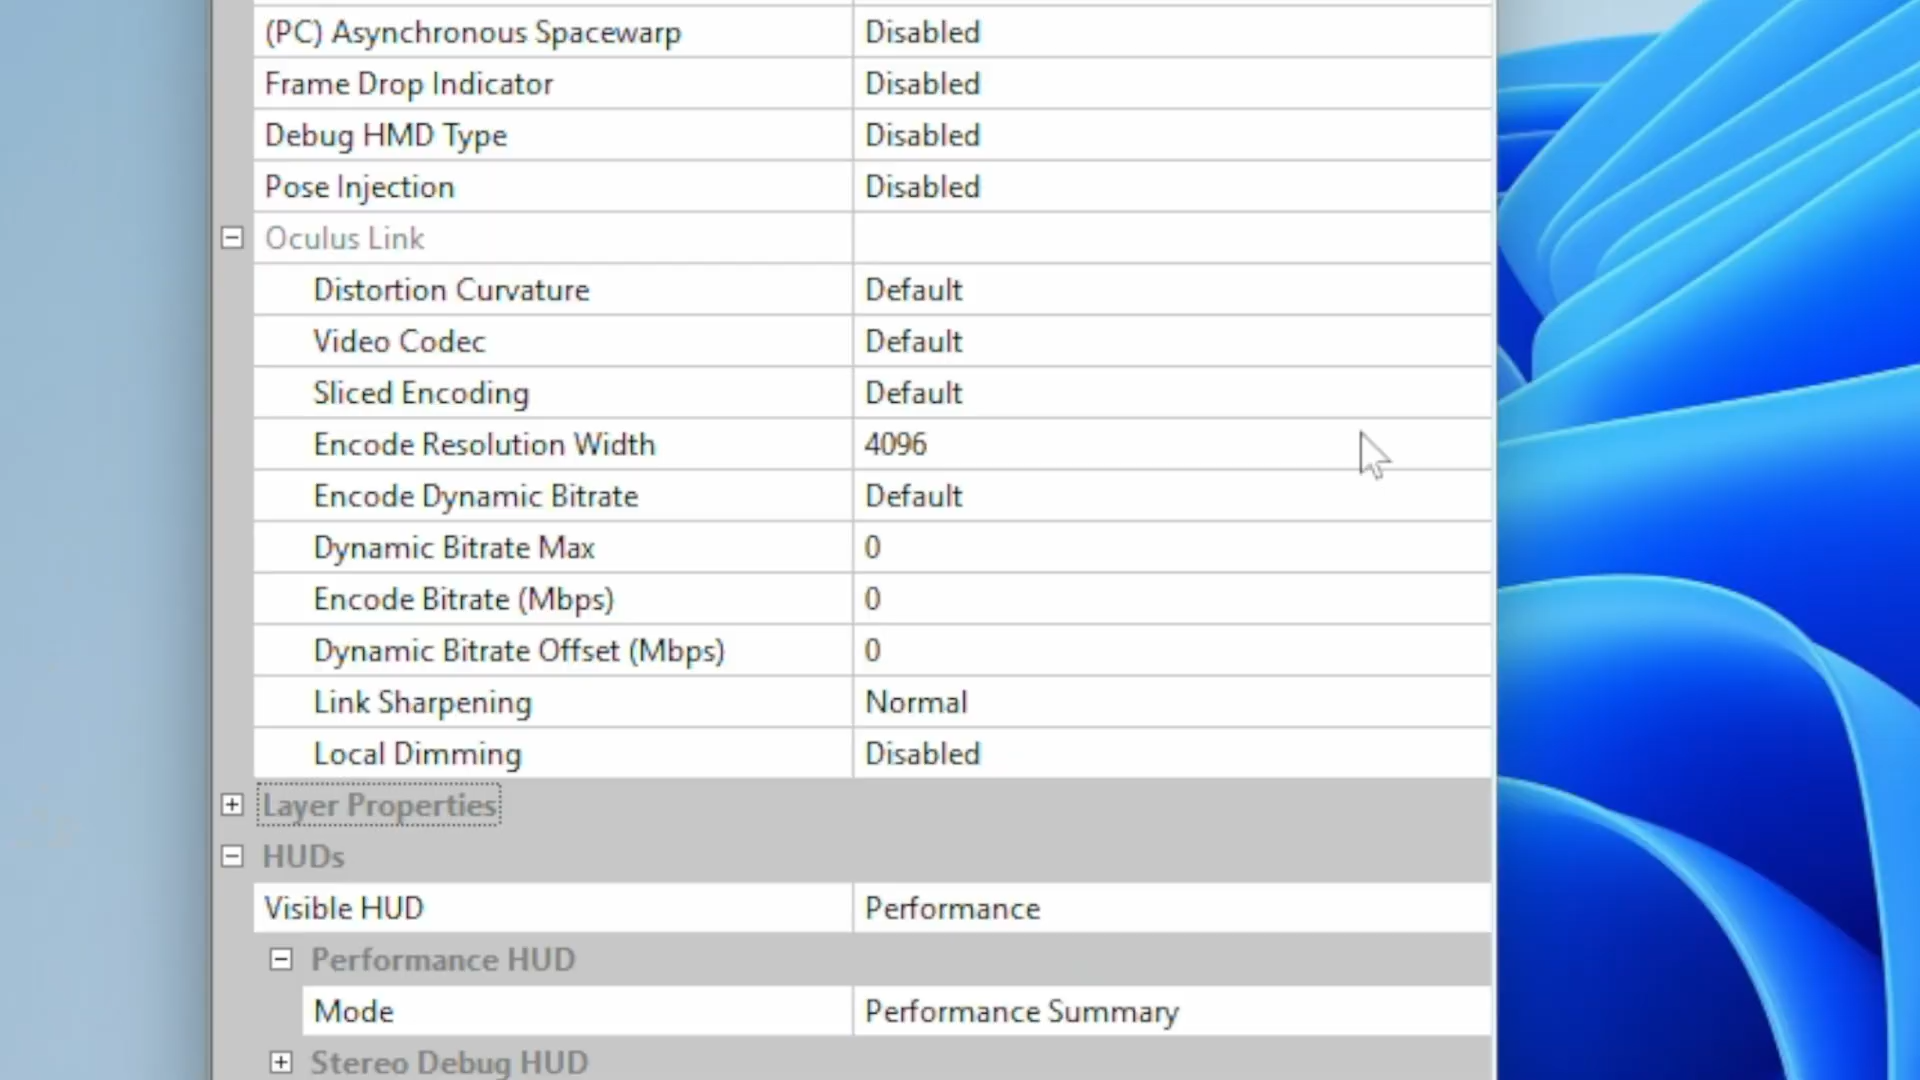 (PC) Asynchronous Spacewarp Disabled
Frame Drop Indicator Disabled
Debug HMD Type Disabled
Pose Injection Disabled
Oculus Link
Distortion Curvature Default
Video Codec Default
Sliced Encoding Default
Encode Resolution Width 4096
Encode Dynamic Bitrate Default
Dynamic Bitrate Max 0
Encode Bitrate (Mbps) 0
Dynamic Bitrate Offset (Mbps) 0
Link Sharpening Normal
Local Dimming Disabled
Layer Properties
HUDs
Visible HUD Performance
Performance HUD
Mode Performance Summary
Stereo Debug HUD